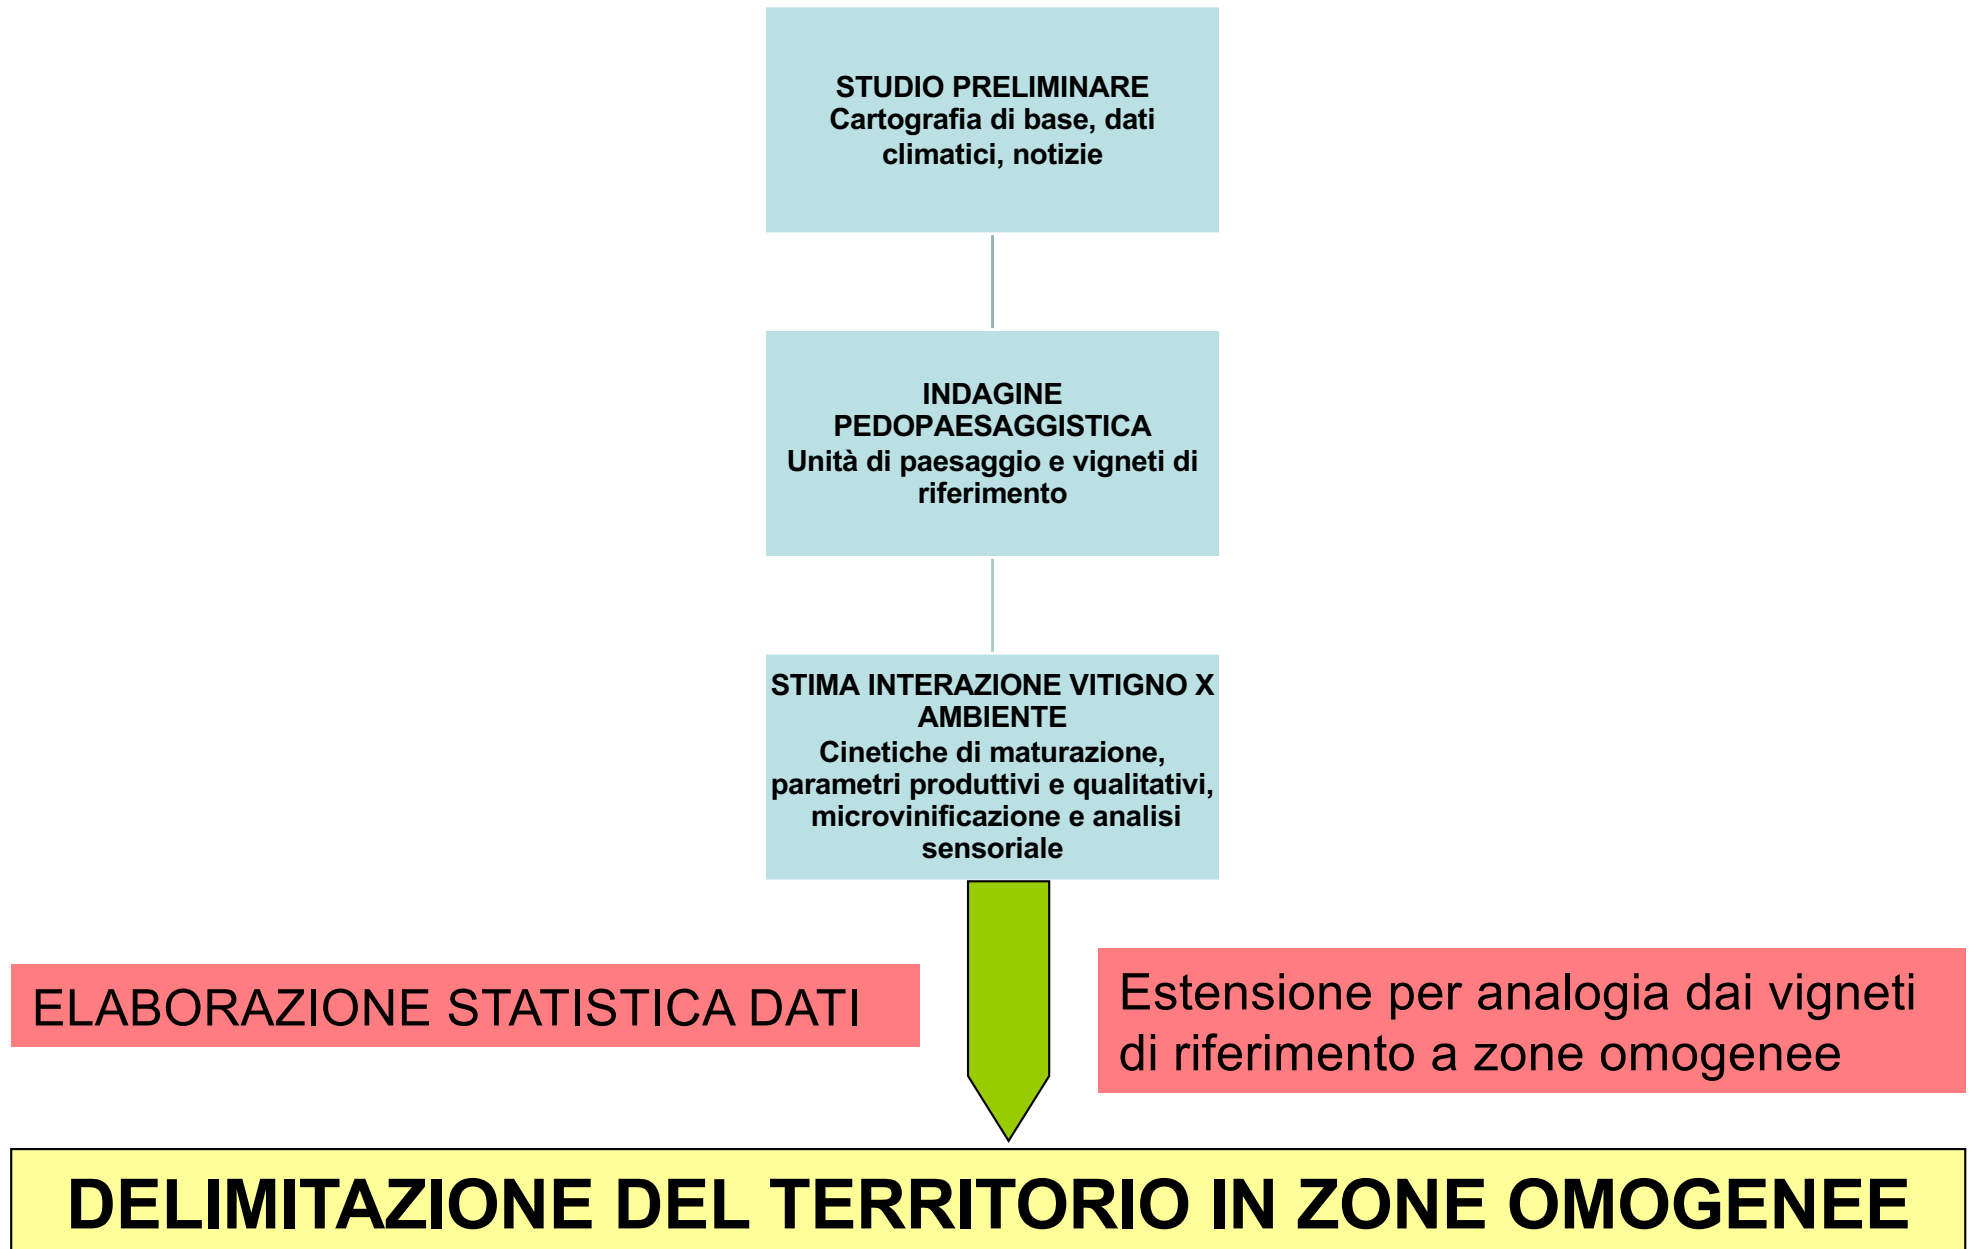 STUDIO PRELIMINARE
Cartografia di base, dati
climatici, notizie
INDAGINE
PEDOPAESAGGISTICA
Unità di paesaggio e vigneti di
riferimento
STIMA INTERAZIONE VITIGNO X
AMBIENTE
Cinetiche di maturazione,
parametri produttivi e qualitativi,
microvinificazione e analisi
sensoriale
ELABORAZIONE STATISTICA DATI
Estensione per analogia dai vigneti
di riferimento a zone omogenee
DELIMITAZIONE DEL TERRITORIO IN ZONE OMOGENEE